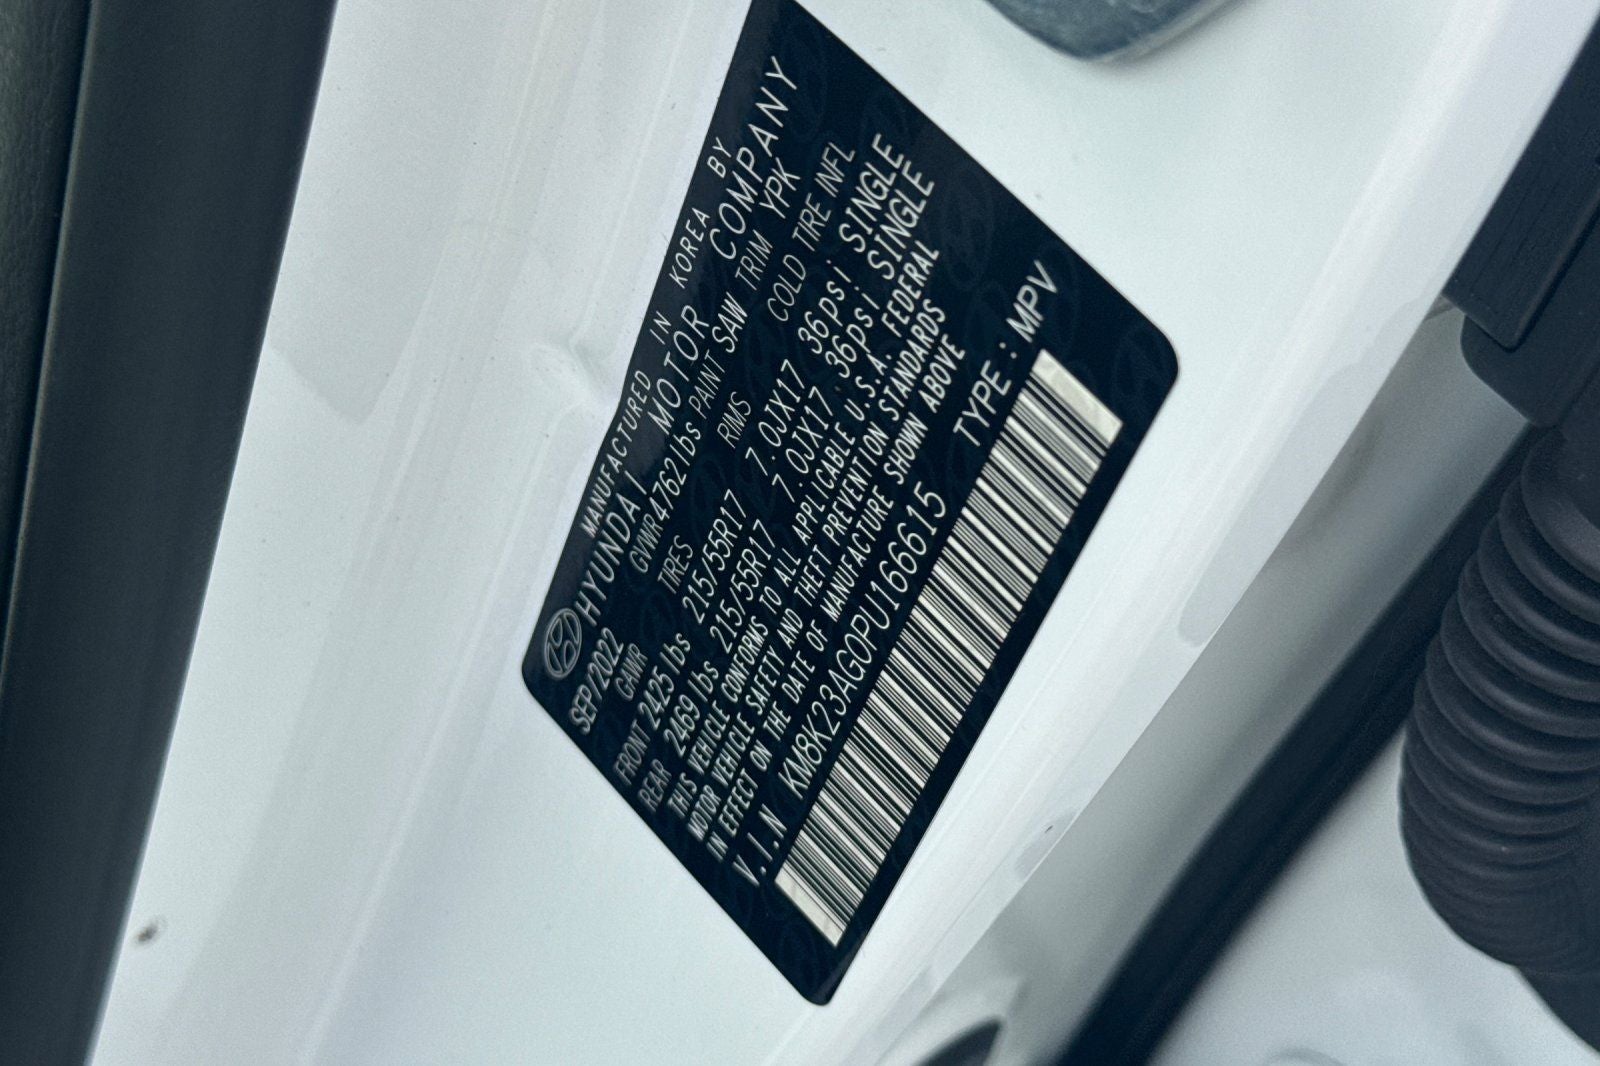 MANUFACTURED IN KOREA BY
HYUNDAI MOTOR COMPANY
SEP/2022 GVWR 4762 lbs PAINT SAW TRIM YPK
GAWR TIRES RIMS COLD TIRE INFL
FRONT 2425 lbs 215/55R17 7.0JX17 36psi SINGLE
REAR 2469 lbs 215/55R17 7.0JX17 36psi SINGLE
THIS VEHICLE CONFORMS TO ALL APPLICABLE U.S.A. FEDERAL
MOTOR VEHICLE SAFETY AND THEFT PREVENTION STANDARDS
IN EFFECT ON THE DATE OF MANUFACTURE SHOWN ABOVE
V.I.N KM8K23AG0PU166615 TYPE : MPV